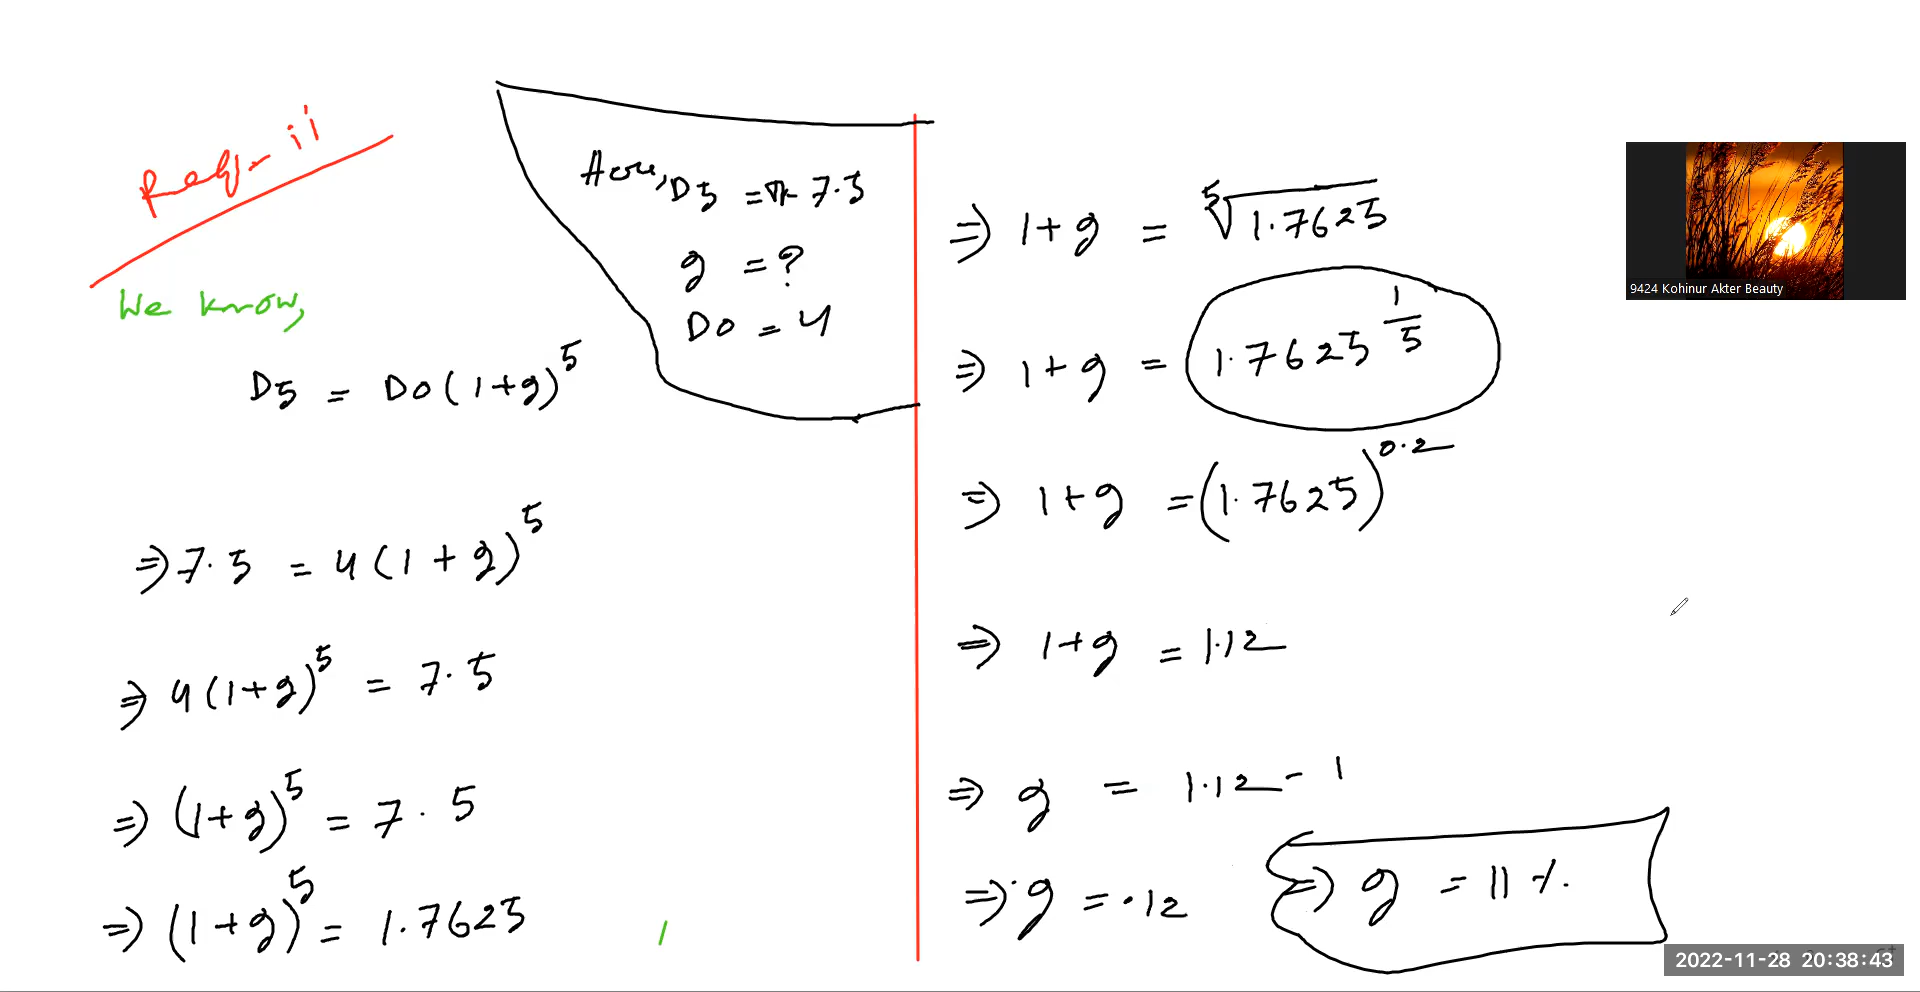 Req-ii
We know,
D5 = D0(1+g)^5
Here, D5 = 7.5
g = ?
D0 = 4
⇒ 7.5 = 4(1+g)^5
⇒ 4(1+g)^5 = 7.5
⇒ (1+g)^5 = 7.5
⇒ (1+g)^5 = 1.7625
⇒ 1+g = ⁵√1.7625
⇒ 1+g = 1.7625^1/5
⇒ 1+g = (1.7625)^0.2
⇒ 1+g = 1.12
⇒ g = 1.12 - 1
⇒ g = .12
⇒ g = 11%
9424 Kohinur Akter Beauty
2022-11-28 20:38:43